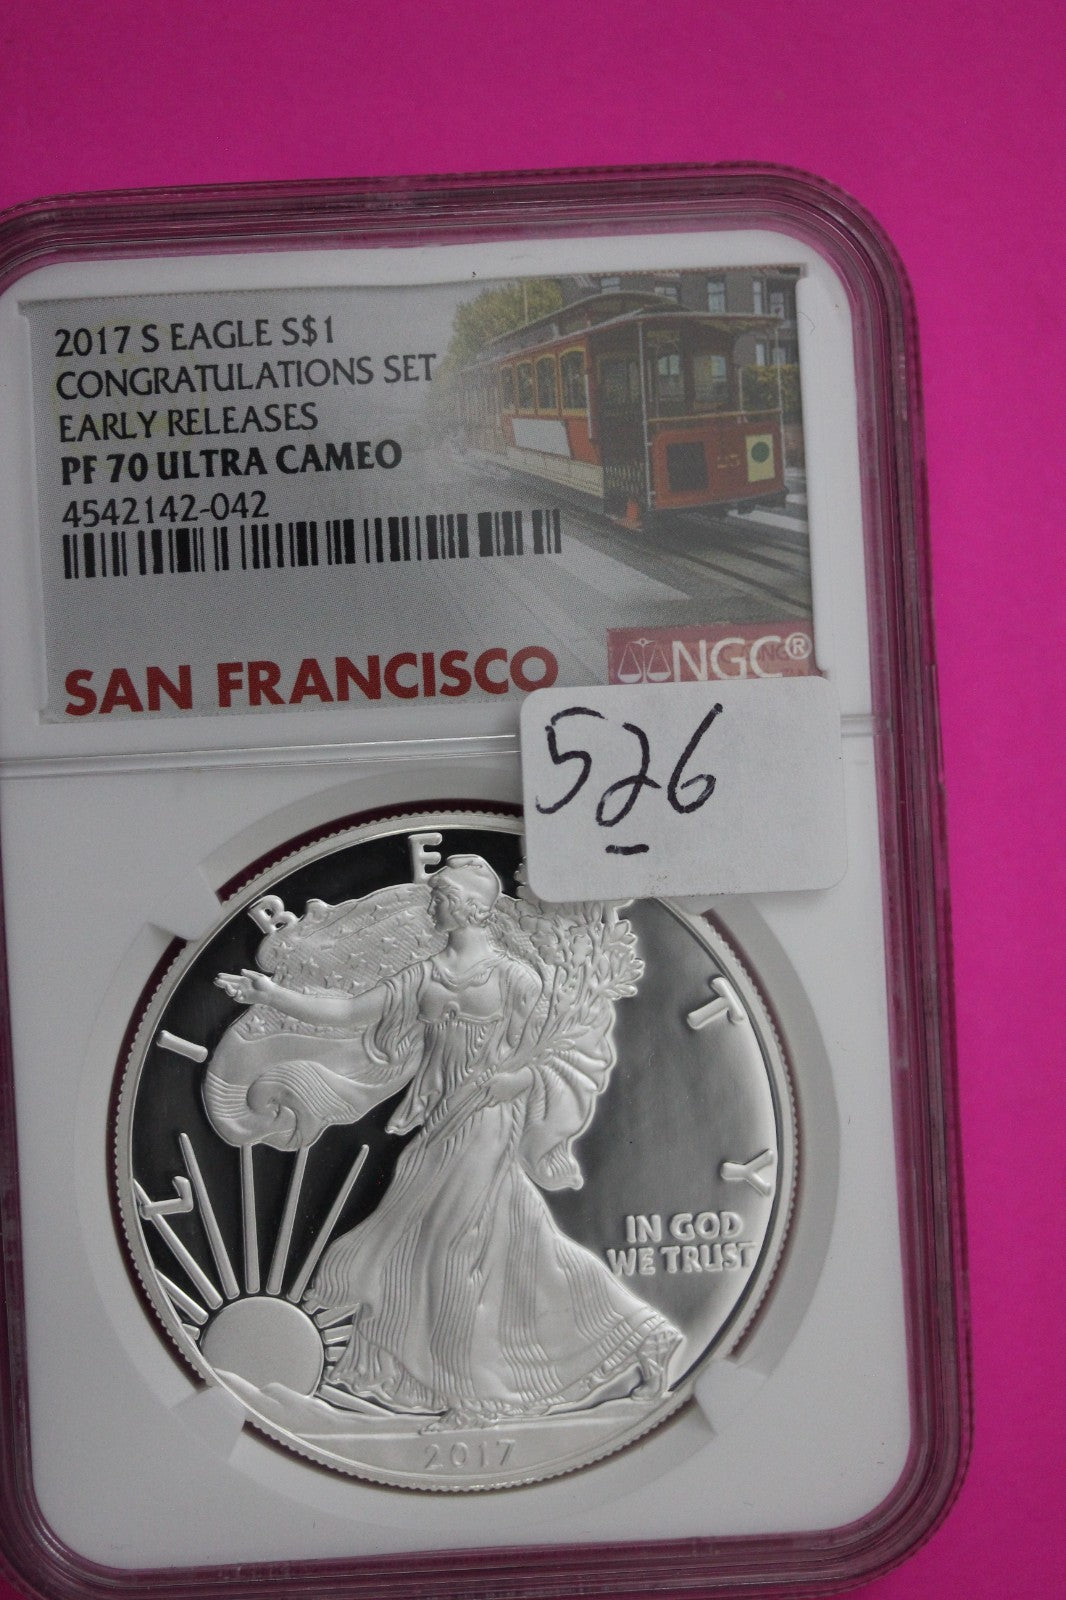 2017 S EAGLE S$1
CONGRATULATIONS SET
EARLY RELEASES
PF 70 ULTRA CAMEO
4542142-042
25
SAN FRANCISCO
NGC®
526
L I B E T Y
IN GOD
WE TRUST
2017